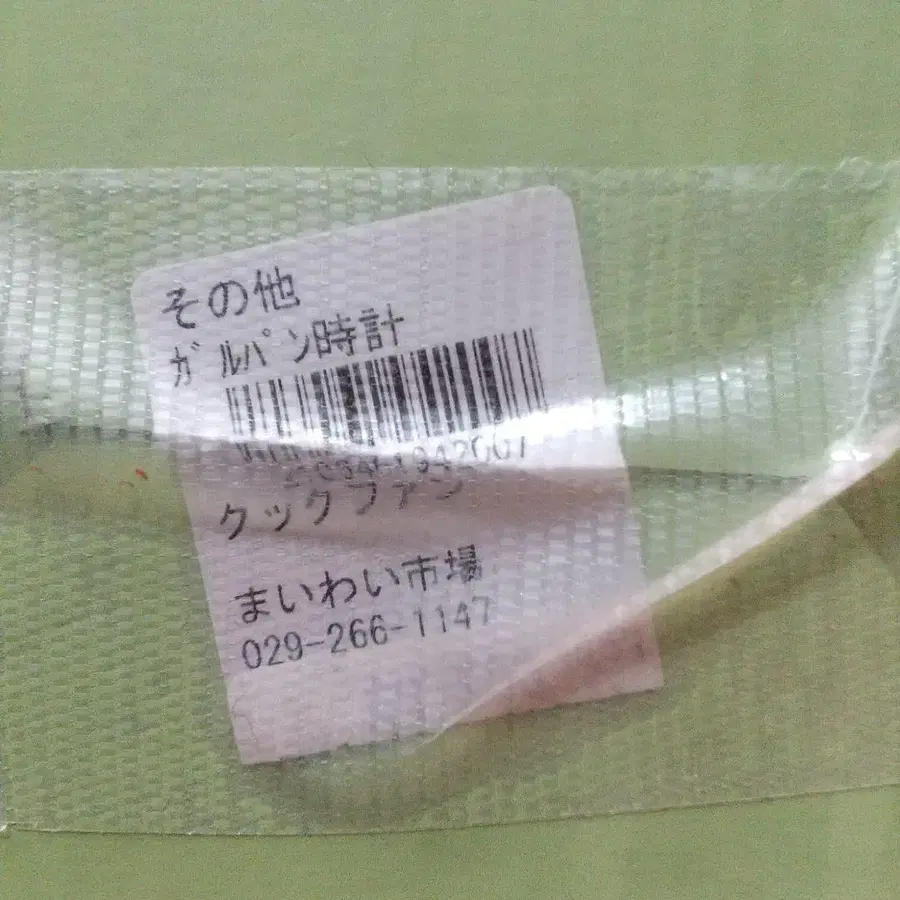 その他
ガルパン時計
クックファン
まいわい市場
029-266-1147